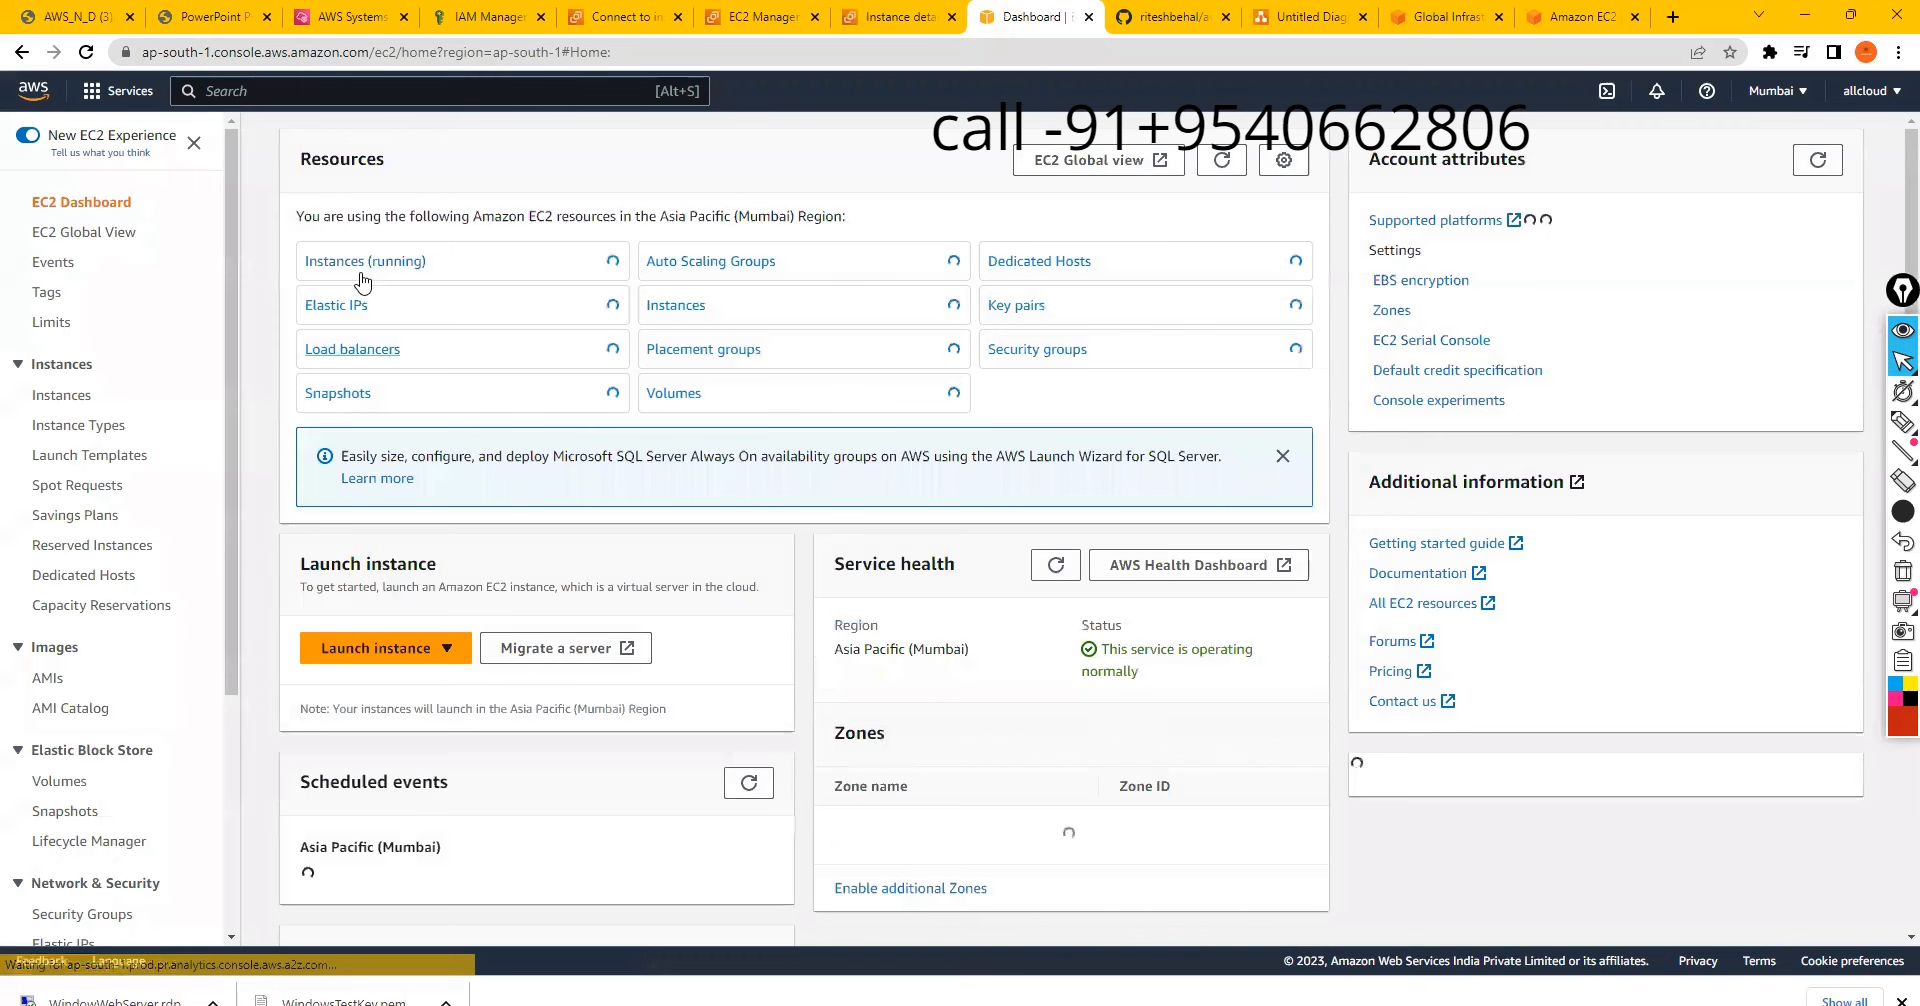 AWS_N_D (3)
PowerPoint P
AWS Systems
IAM Manage
Connect to in
EC2 Manage
Instance deta
Dashboard |
riteshbehal/a
Untitled Diag
Global Infrast
Amazon EC2
ap-south-1.console.aws.amazon.com/ec2/home?region=ap-south-1#Home:
aws
Services
Search
[Alt+S]
Mumbai
allcloud
call -91+9540662806
New EC2 Experience
Tell us what you think
EC2 Dashboard
EC2 Global View
Events
Tags
Limits
Instances
Instances
Instance Types
Launch Templates
Spot Requests
Savings Plans
Reserved Instances
Dedicated Hosts
Capacity Reservations
Images
AMIs
AMI Catalog
Elastic Block Store
Volumes
Snapshots
Lifecycle Manager
Network & Security
Security Groups
Elastic IPs
Resources
EC2 Global view
You are using the following Amazon EC2 resources in the Asia Pacific (Mumbai) Region:
Instances (running)
Auto Scaling Groups
Dedicated Hosts
Elastic IPs
Instances
Key pairs
Load balancers
Placement groups
Security groups
Snapshots
Volumes
Easily size, configure, and deploy Microsoft SQL Server Always On availability groups on AWS using the AWS Launch Wizard for SQL Server.
Learn more
Launch instance
To get started, launch an Amazon EC2 instance, which is a virtual server in the cloud.
Launch instance
Migrate a server
Note: Your instances will launch in the Asia Pacific (Mumbai) Region
Scheduled events
Asia Pacific (Mumbai)
Service health
AWS Health Dashboard
Region
Asia Pacific (Mumbai)
Status
This service is operating
normally
Zones
Zone name
Zone ID
Enable additional Zones
Account attributes
Supported platforms
Settings
EBS encryption
Zones
EC2 Serial Console
Default credit specification
Console experiments
Additional information
Getting started guide
Documentation
All EC2 resources
Forums
Pricing
Contact us
Feedback
Language
© 2023, Amazon Web Services India Private Limited or its affiliates.
Privacy
Terms
Cookie preferences
WindowWebServer.rdp
WindowsTestKey.pem
Show all